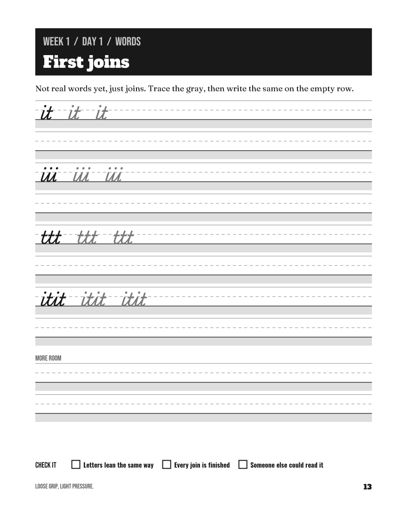 WEEK 1 / DAY 1 / WORDS
First joins
Not real words yet, just joins. Trace the gray, then write the same on the empty row.
it it it
iii iii iii
ttt ttt ttt
itit itit itit
MORE ROOM
CHECK IT Letters lean the same way Every join is finished Someone else could read it
LOOSE GRIP, LIGHT PRESSURE. 13